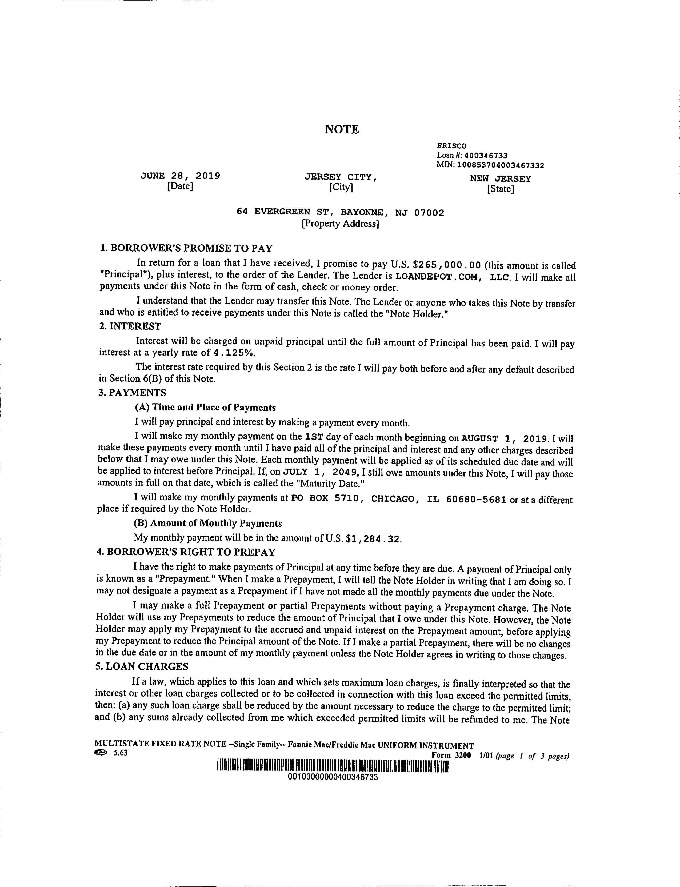 NOTE
ERISCO
Loan #: 400346733
MIN: 100853704003467332
JUNE 28, 2019 JERSEY CITY, NEW JERSEY
[Date] [City] [State]
64 EVERGREEN ST, BAYONNE, NJ 07002
[Property Address]
1. BORROWER'S PROMISE TO PAY
In return for a loan that I have received, I promise to pay U.S. $265,000.00 (this amount is called
"Principal"), plus interest, to the order of the Lender. The Lender is LOANDEPOT.COM, LLC. I will make all
payments under this Note in the form of cash, check or money order.
I understand that the Lender may transfer this Note. The Lender or anyone who takes this Note by transfer
and who is entitled to receive payments under this Note is called the "Note Holder."
2. INTEREST
Interest will be charged on unpaid principal until the full amount of Principal has been paid. I will pay
interest at a yearly rate of 4.125%.
The interest rate required by this Section 2 is the rate I will pay both before and after any default described
in Section 6(B) of this Note.
3. PAYMENTS
(A) Time and Place of Payments
I will pay principal and interest by making a payment every month.
I will make my monthly payment on the 1ST day of each month beginning on AUGUST 1, 2019. I will
make these payments every month until I have paid all of the principal and interest and any other charges described
below that I may owe under this Note. Each monthly payment will be applied as of its scheduled due date and will
be applied to interest before Principal. If, on JULY 1, 2049, I still owe amounts under this Note, I will pay those
amounts in full on that date, which is called the "Maturity Date."
I will make my monthly payments at PO BOX 5710, CHICAGO, IL 60680-5681 or at a different
place if required by the Note Holder.
(B) Amount of Monthly Payments
My monthly payment will be in the amount of U.S. $1,284.32.
4. BORROWER'S RIGHT TO PREPAY
I have the right to make payments of Principal at any time before they are due. A payment of Principal only
is known as a "Prepayment." When I make a Prepayment, I will tell the Note Holder in writing that I am doing so. I
may not designate a payment as a Prepayment if I have not made all the monthly payments due under the Note.
I may make a full Prepayment or partial Prepayments without paying a Prepayment charge. The Note
Holder will use my Prepayments to reduce the amount of Principal that I owe under this Note. However, the Note
Holder may apply my Prepayment to the accrued and unpaid interest on the Prepayment amount, before applying
my Prepayment to reduce the Principal amount of the Note. If I make a partial Prepayment, there will be no changes
in the due date or in the amount of my monthly payment unless the Note Holder agrees in writing to those changes.
5. LOAN CHARGES
If a law, which applies to this loan and which sets maximum loan charges, is finally interpreted so that the
interest or other loan charges collected or to be collected in connection with this loan exceed the permitted limits,
then: (a) any such loan charge shall be reduced by the amount necessary to reduce the charge to the permitted limit;
and (b) any sums already collected from me which exceeded permitted limits will be refunded to me. The Note
MULTISTATE FIXED RATE NOTE --Single Family-- Fannie Mae/Freddie Mac UNIFORM INSTRUMENT
5.63 Form 3200 1/01 (page 1 of 3 pages)